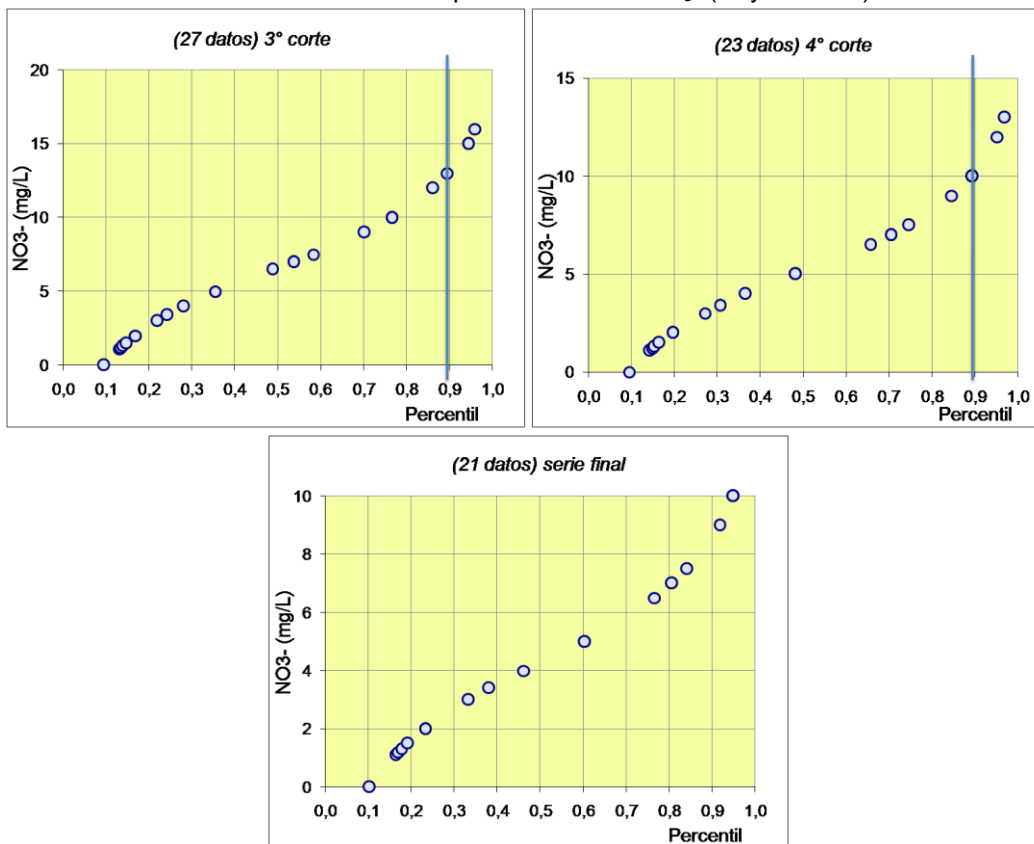 (27 datos) 3° corte
20
15
10
5
0
NO3- (mg/L)
0,0 0,1 0,2 0,3 0,4 0,5 0,6 0,7 0,8 0,9 1,0
Percentil
(23 datos) 4° corte
15
10
5
0
NO3- (mg/L)
0,0 0,1 0,2 0,3 0,4 0,5 0,6 0,7 0,8 0,9 1,0
Percentil
(21 datos) serie final
10
8
6
4
2
0
NO3- (mg/L)
0,0 0,1 0,2 0,3 0,4 0,5 0,6 0,7 0,8 0,9 1,0
Percentil